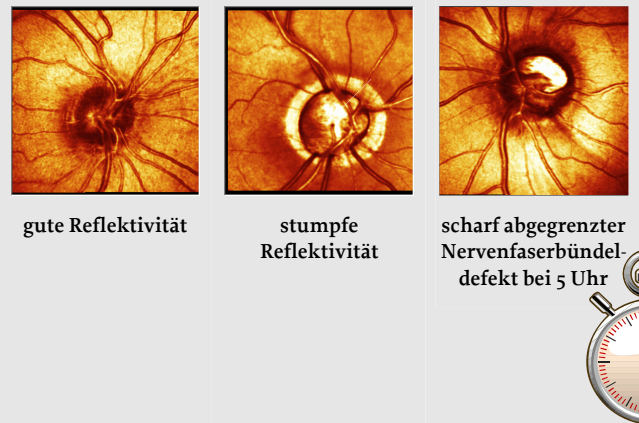 gute Reflektivität
stumpfe
Reflektivität
scharf abgegrenzter
Nervenfaserbündel-
defekt bei 5 Uhr